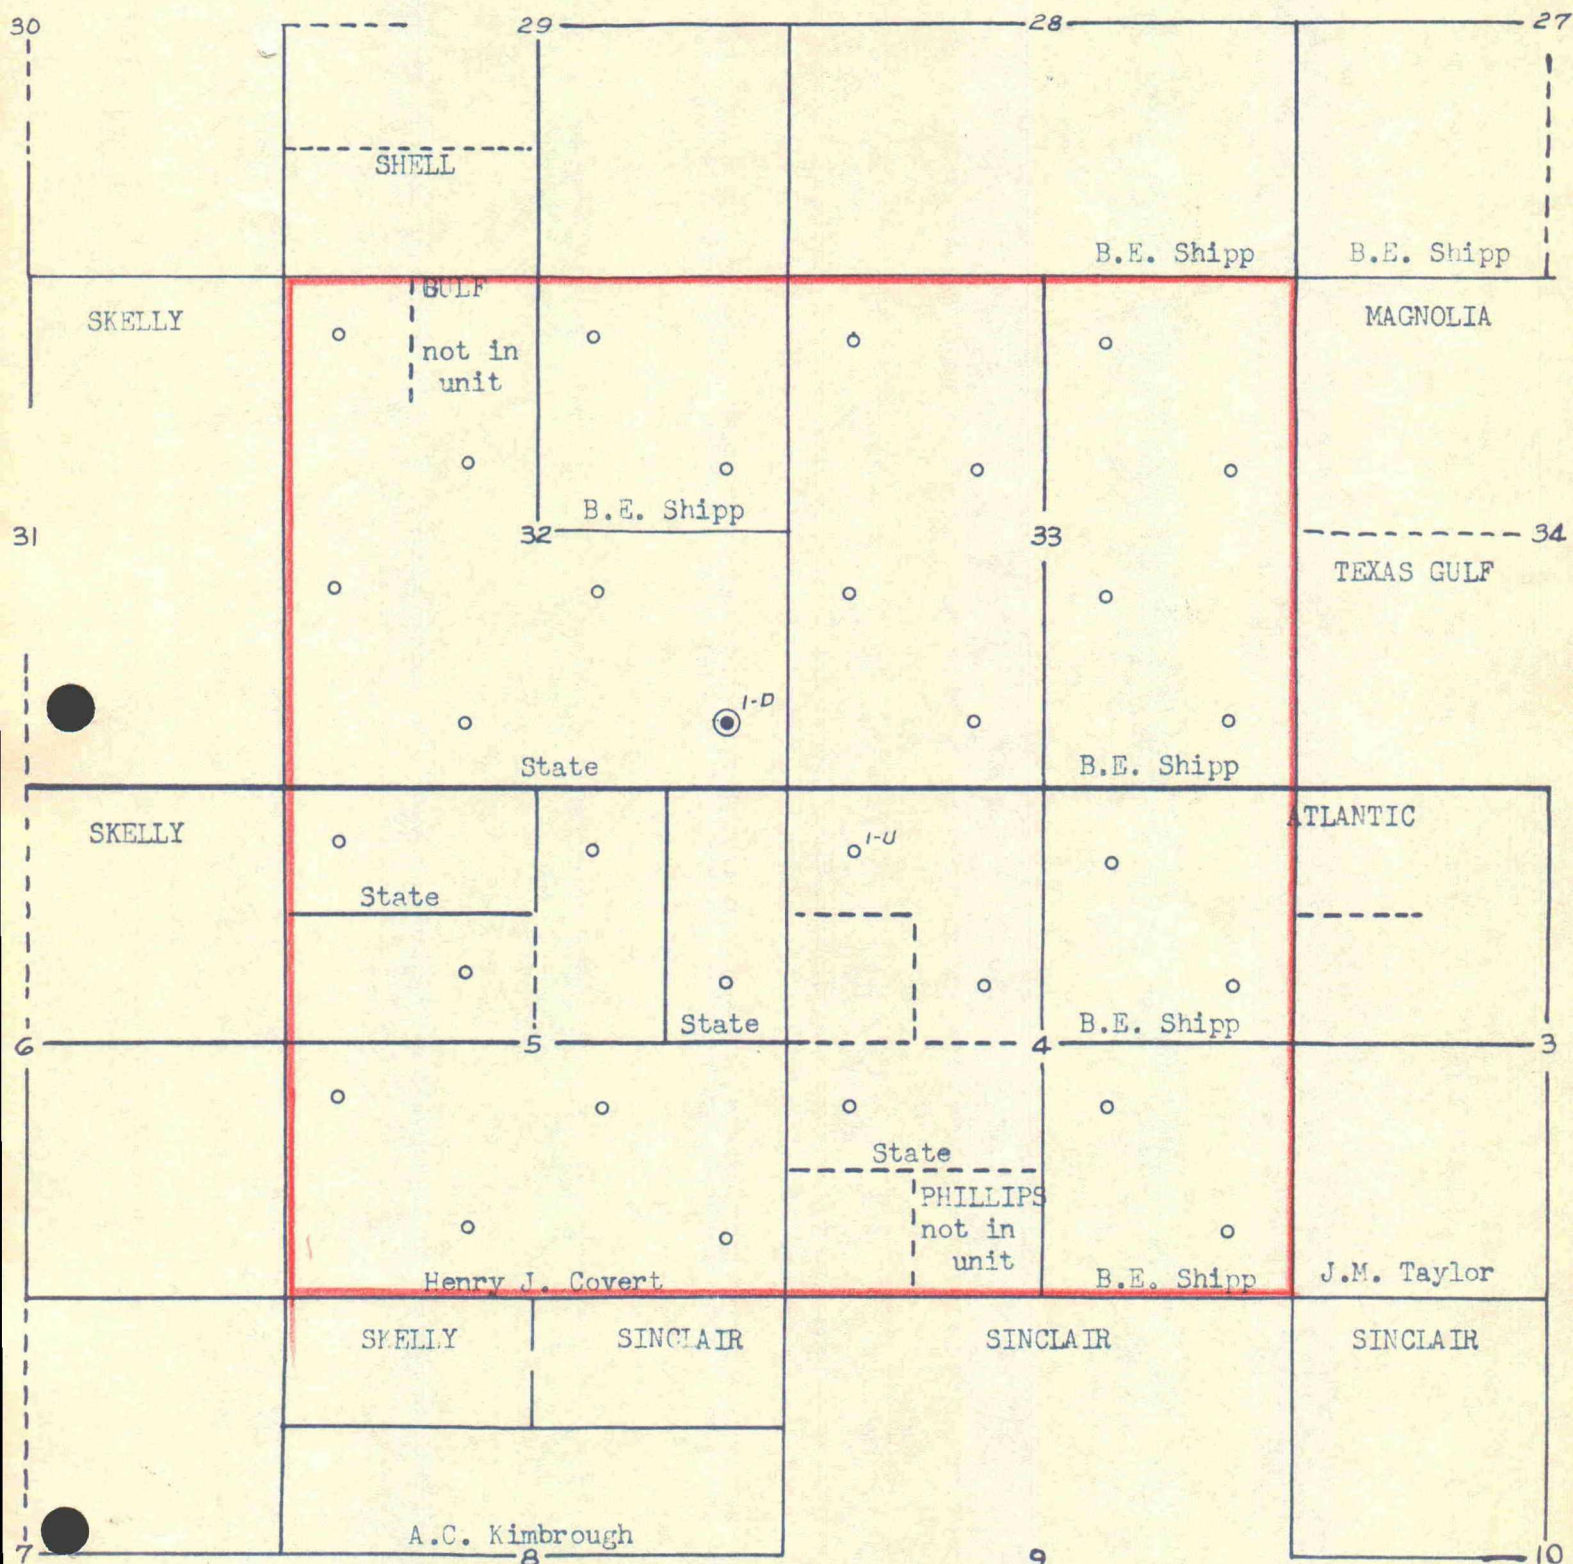 30 29 28 27
SHELL
B.E. Shipp B.E. Shipp
GULF
SKELLY MAGNOLIA
not in
unit
B.E. Shipp
31 32 33 34
TEXAS GULF
1-D
State B.E. Shipp
ATLANTIC
SKELLY 1-U
State
State B.E. Shipp
6 5 4 3
State
PHILLIPS
not in
unit
Henry J. Covert B.E. Shipp J.M. Taylor
SKELLY SINCLAIR SINCLAIR SINCLAIR
A.C. Kimbrough
7 8 9 10